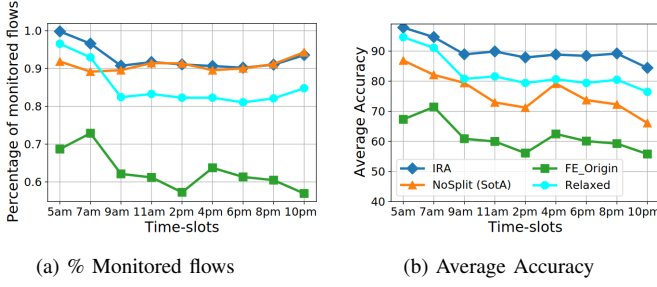 Percentage of monitored flows
1.0
0.9
0.8
0.7
0.6
5am 7am 9am 11am 2pm 4pm 6pm 8pm 10pm
Time-slots
(a) % Monitored flows
Average Accuracy
90
80
70
60
50
40
IRA
NoSplit (SotA)
FE_Origin
Relaxed
5am 7am 9am 11am 2pm 4pm 6pm 8pm 10pm
Time-slots
(b) Average Accuracy